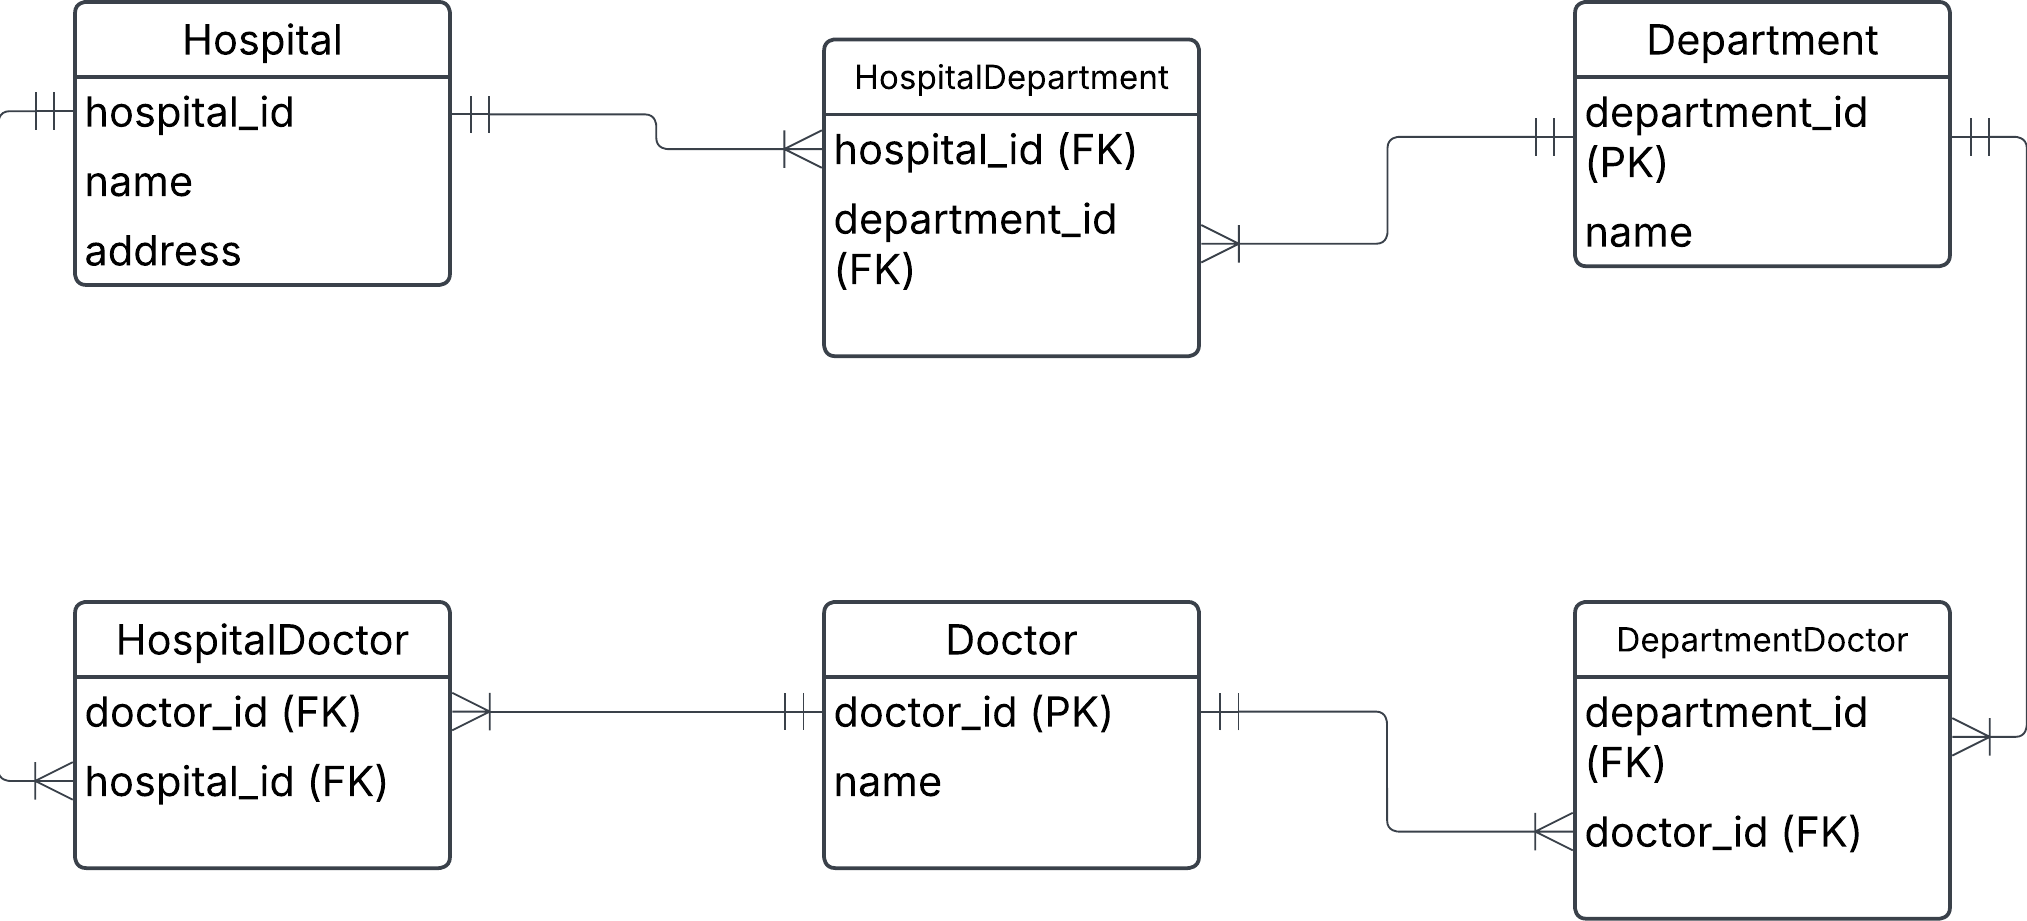 Hospital
hospital_id
name
address
HospitalDepartment
hospital_id (FK)
department_id
(FK)
Department
department_id
(PK)
name
HospitalDoctor
doctor_id (FK)
hospital_id (FK)
Doctor
doctor_id (PK)
name
DepartmentDoctor
department_id
(FK)
doctor_id (FK)